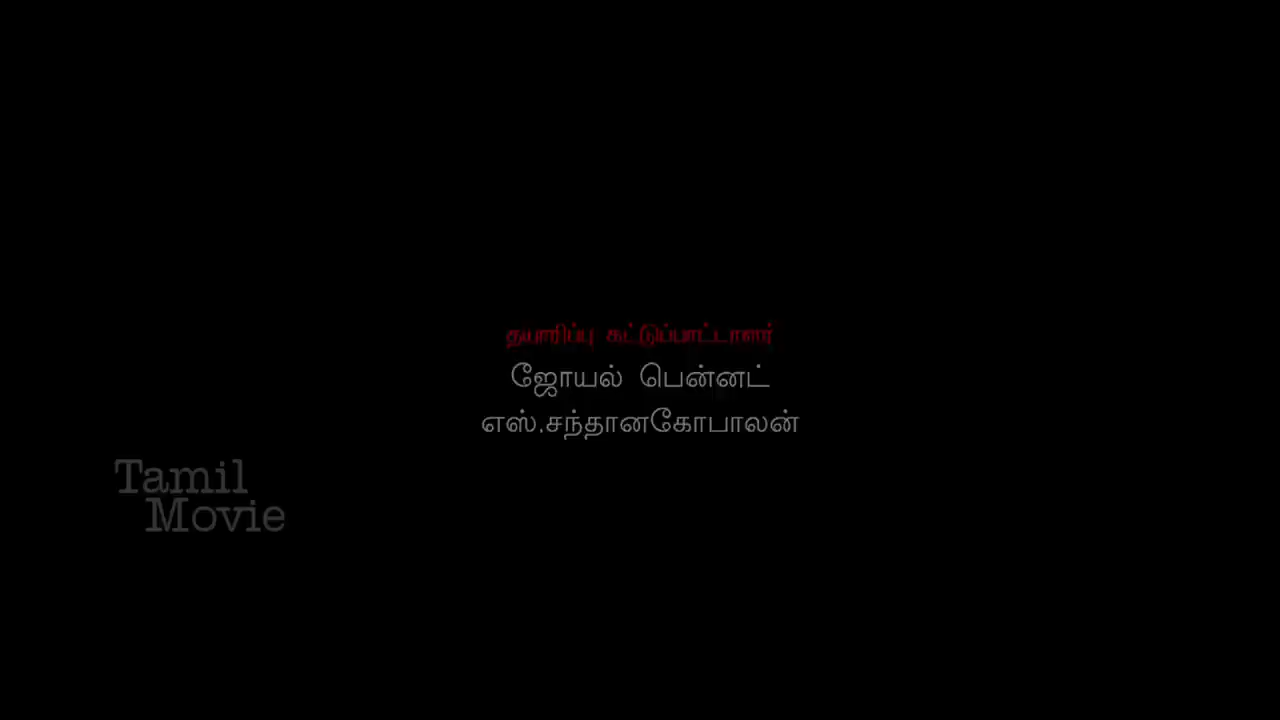 தயாரிப்பு கட்டுப்பாட்டாளர்
ஜோயல் பென்னட்
எஸ்.சந்தானகோபாலன்
Tamil
Movie